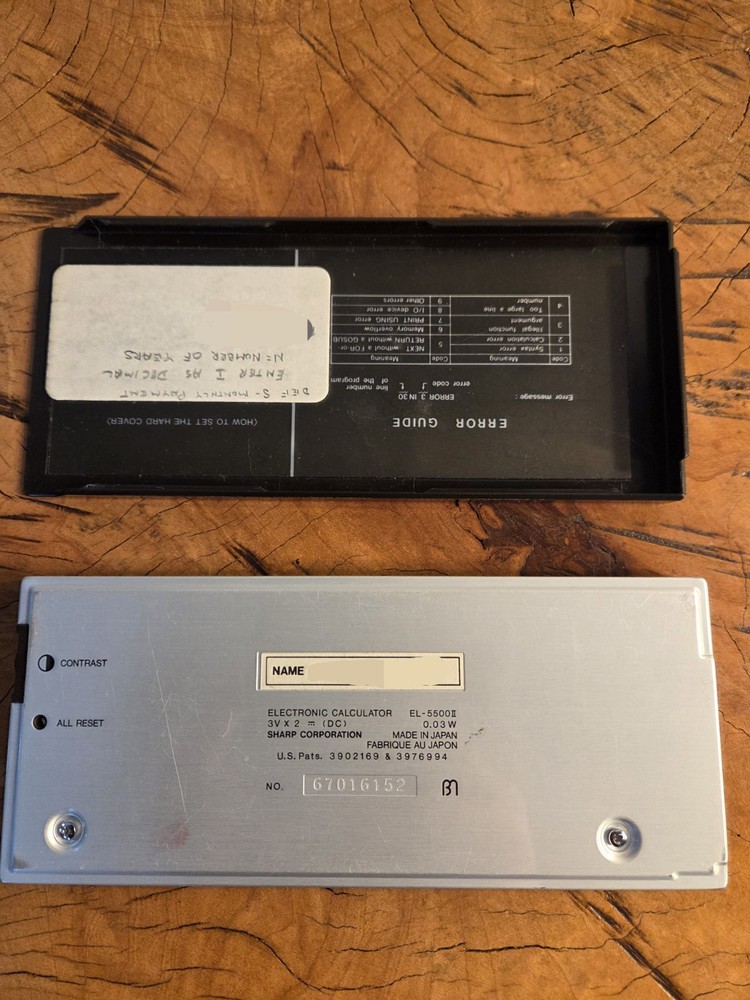 ERROR GUIDE
Error message : ERROR 3 IN 30
error code
line number
of the program
Code Meaning Code Meaning
1 Syntax error 5 NEXT without a FOR or
2 Calculation error RETURN without a GOSUB
3 Illegal function 6 Memory overflow
argument 7 PRINT USING error
4 Too large a line 8 I/O device error
number 9 Other errors
(HOW TO SET THE HARD COVER)
S = MONTHLY PAYMENT
ENTER I AS DECIMAL
N= NUMBER OF YEARS
CONTRAST
ALL RESET
NAME
ELECTRONIC CALCULATOR EL-5500II
3V X 2 ⎓ (DC) 0.03W
SHARP CORPORATION MADE IN JAPAN
FABRIQUE AU JAPON
U.S. Pats. 3902169 & 3976994
NO. 67016152